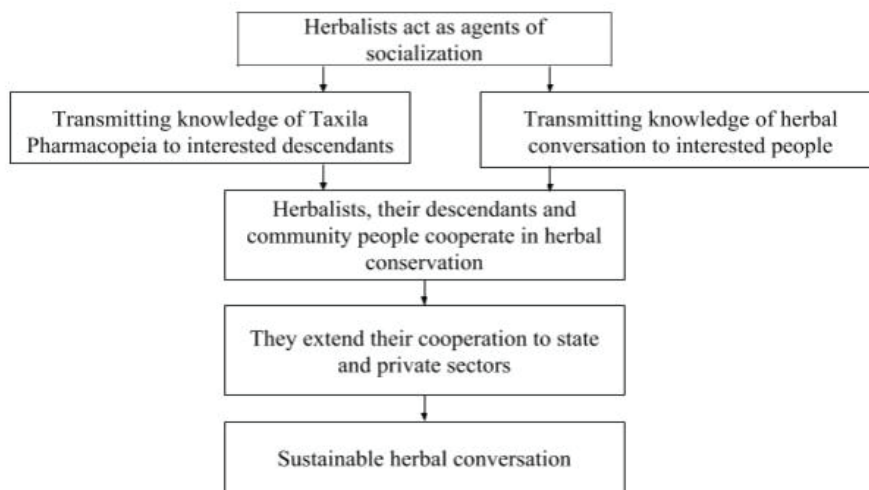 Herbalists act as agents of
socialization
Transmitting knowledge of Taxila
Pharmacopeia to interested descendants
Transmitting knowledge of herbal
conversation to interested people
Herbalists, their descendants and
community people cooperate in herbal
conservation
They extend their cooperation to state
and private sectors
Sustainable herbal conversation